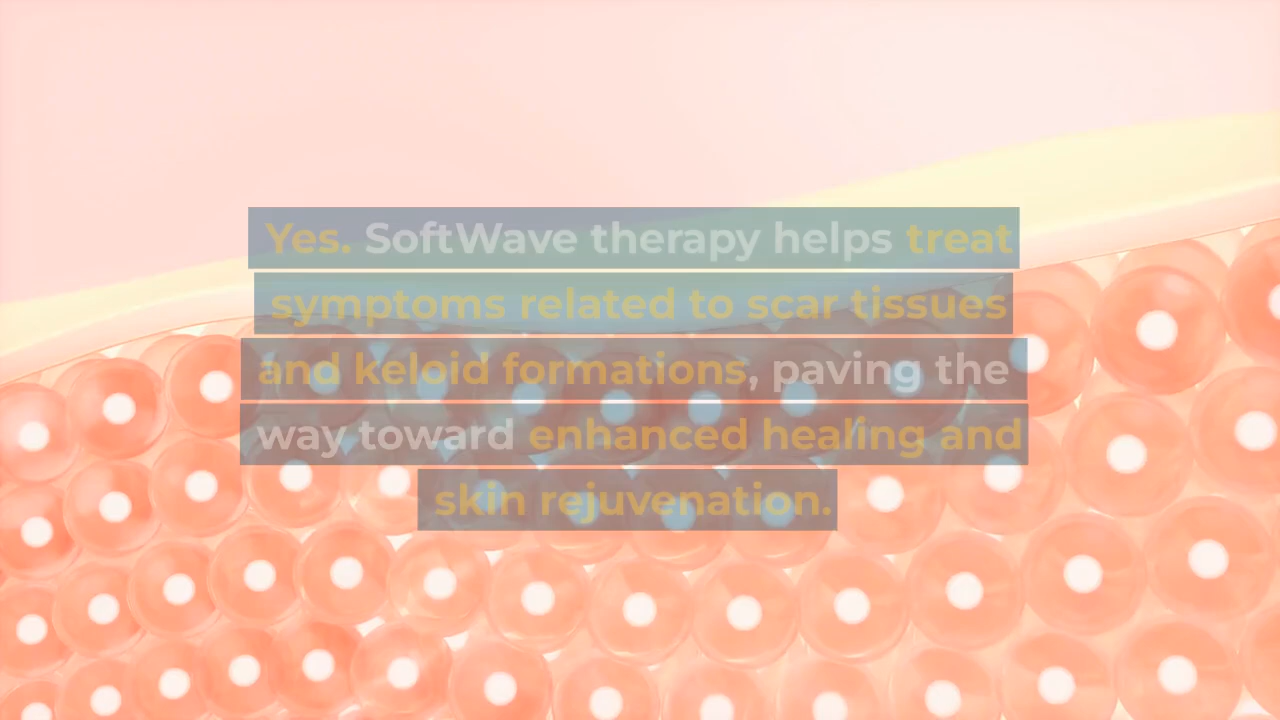 Yes. SoftWave therapy helps treat
symptoms related to scar tissues
and keloid formations, paving the
way toward enhanced healing and
skin rejuvenation.